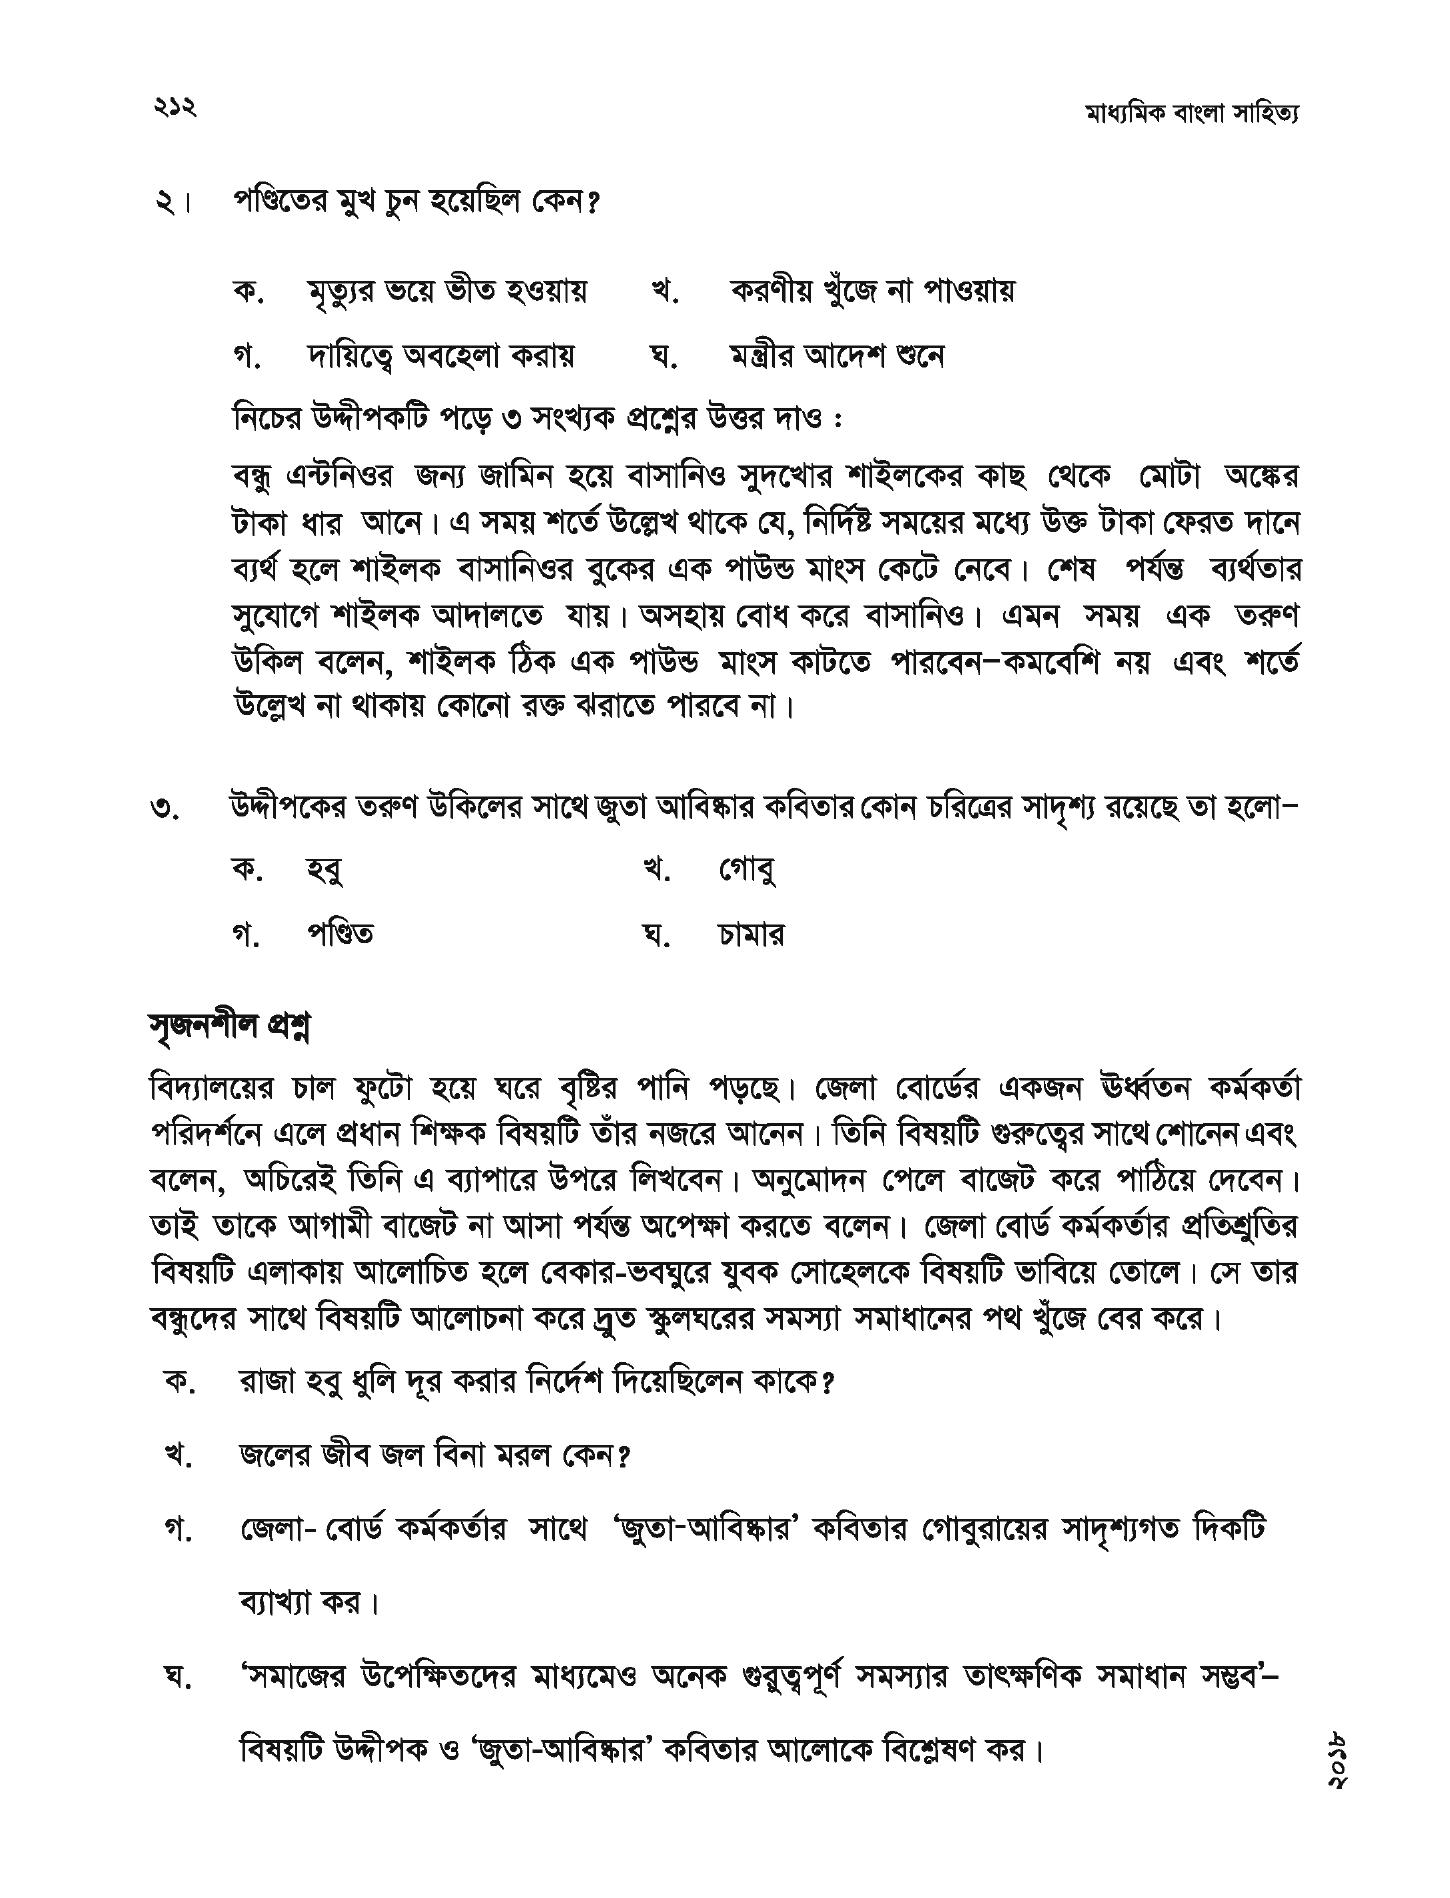 ২১২
মাধ্যমিক বাংলা সাহিত্য
২। পণ্ডিতের মুখ চুন হয়েছিল কেন?
ক. মৃত্যুর ভয়ে ভীত হওয়ায় খ. করণীয় খুঁজে না পাওয়ায়
গ. দায়িত্বে অবহেলা করায় ঘ. মন্ত্রীর আদেশ শুনে
নিচের উদ্দীপকটি পড়ে ৩ সংখ্যক প্রশ্নের উত্তর দাও :
বন্ধু এন্টনিওর জন্য জামিন হয়ে বাসানিও সুদখোর শাইলকের কাছ থেকে মোটা অঙ্কের
টাকা ধার আনে। এ সময় শর্তে উল্লেখ থাকে যে, নির্দিষ্ট সময়ের মধ্যে উক্ত টাকা ফেরত দানে
ব্যর্থ হলে শাইলক বাসানিওর বুকের এক পাউন্ড মাংস কেটে নেবে। শেষ পর্যন্ত ব্যর্থতার
সুযোগে শাইলক আদালতে যায়। অসহায় বোধ করে বাসানিও। এমন সময় এক তরুণ
উকিল বলেন, শাইলক ঠিক এক পাউন্ড মাংস কাটতে পারবেন–কমবেশি নয় এবং শর্তে
উল্লেখ না থাকায় কোনো রক্ত ঝরাতে পারবে না।
৩. উদ্দীপকের তরুণ উকিলের সাথে জুতা আবিষ্কার কবিতার কোন চরিত্রের সাদৃশ্য রয়েছে তা হলো–
ক. হবু খ. গোবু
গ. পণ্ডিত ঘ. চামার
সৃজনশীল প্রশ্ন
বিদ্যালয়ের চাল ফুটো হয়ে ঘরে বৃষ্টির পানি পড়ছে। জেলা বোর্ডের একজন ঊর্ধ্বতন কর্মকর্তা
পরিদর্শনে এলে প্রধান শিক্ষক বিষয়টি তাঁর নজরে আনেন। তিনি বিষয়টি গুরুত্বের সাথে শোনেন এবং
বলেন, অচিরেই তিনি এ ব্যাপারে উপরে লিখবেন। অনুমোদন পেলে বাজেট করে পাঠিয়ে দেবেন।
তাই তাকে আগামী বাজেট না আসা পর্যন্ত অপেক্ষা করতে বলেন। জেলা বোর্ড কর্মকর্তার প্রতিশ্রুতির
বিষয়টি এলাকায় আলোচিত হলে বেকার-ভবঘুরে যুবক সোহেলকে বিষয়টি ভাবিয়ে তোলে। সে তার
বন্ধুদের সাথে বিষয়টি আলোচনা করে দ্রুত স্কুলঘরের সমস্যা সমাধানের পথ খুঁজে বের করে।
ক. রাজা হবু ধুলি দূর করার নির্দেশ দিয়েছিলেন কাকে?
খ. জলের জীব জল বিনা মরল কেন?
গ. জেলা- বোর্ড কর্মকর্তার সাথে ‘জুতা-আবিষ্কার’ কবিতার গোবুরায়ের সাদৃশ্যগত দিকটি
ব্যাখ্যা কর।
ঘ. ‘সমাজের উপেক্ষিতদের মাধ্যমেও অনেক গুরুত্বপূর্ণ সমস্যার তাৎক্ষণিক সমাধান সম্ভব’–
বিষয়টি উদ্দীপক ও ‘জুতা-আবিষ্কার’ কবিতার আলোকে বিশ্লেষণ কর।
২০১৮